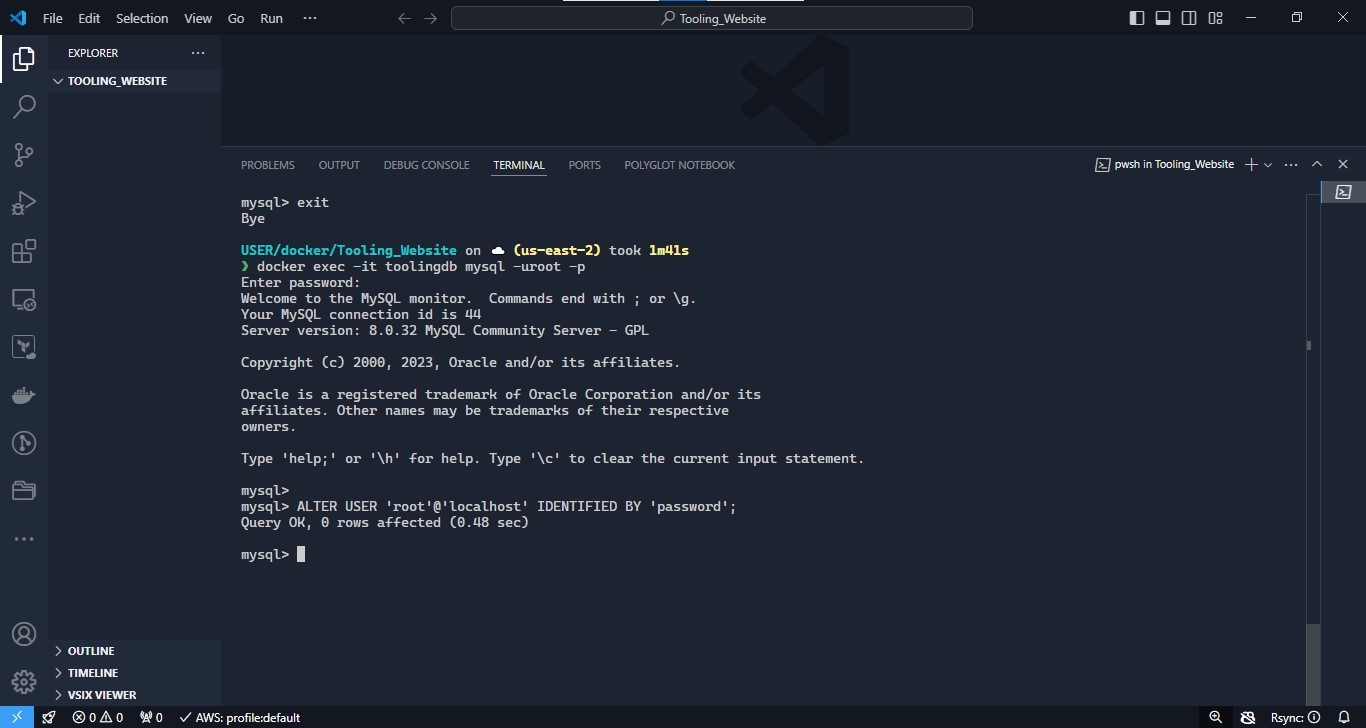 File Edit Selection View Go Run ···
Tooling_Website
EXPLORER ···
TOOLING_WEBSITE
PROBLEMS OUTPUT DEBUG CONSOLE TERMINAL PORTS POLYGLOT NOTEBOOK
pwsh in Tooling_Website
mysql> exit
Bye
USER/docker/Tooling_Website on ☁ (us-east-2) took 1m41s
❯ docker exec -it toolingdb mysql -uroot -p
Enter password:
Welcome to the MySQL monitor.  Commands end with ; or \g.
Your MySQL connection id is 44
Server version: 8.0.32 MySQL Community Server - GPL
Copyright (c) 2000, 2023, Oracle and/or its affiliates.
Oracle is a registered trademark of Oracle Corporation and/or its
affiliates. Other names may be trademarks of their respective
owners.
Type 'help;' or '\h' for help. Type '\c' to clear the current input statement.
mysql>
mysql> ALTER USER 'root'@'localhost' IDENTIFIED BY 'password';
Query OK, 0 rows affected (0.48 sec)
mysql>
OUTLINE
TIMELINE
VSIX VIEWER
0 0 0 AWS: profile:default Rsync: